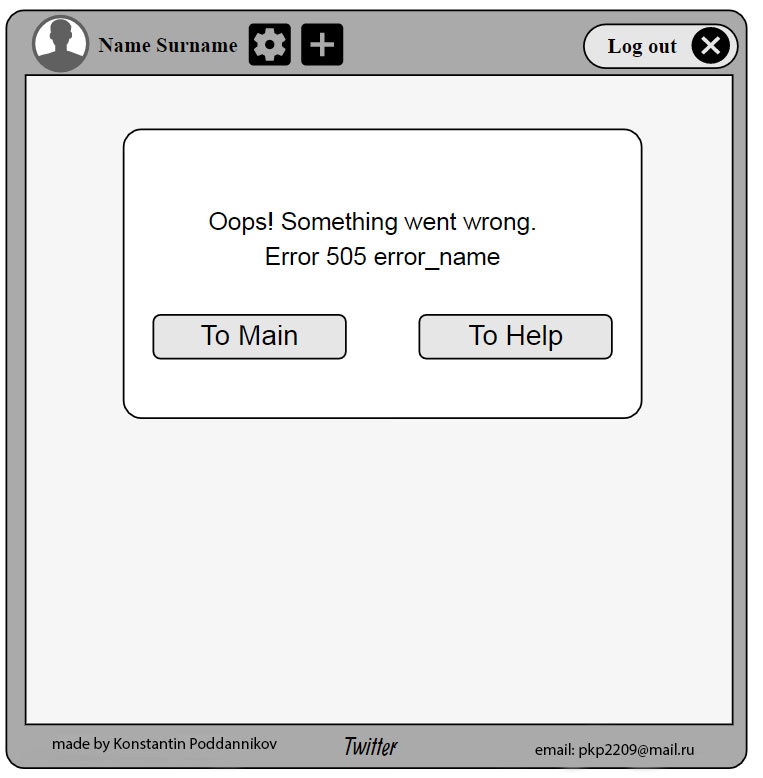 Name Surname
Log out
Oops! Something went wrong.
Error 505 error_name
To Main
To Help
made by Konstantin Poddannikov
Twitter
email: pkp2209@mail.ru